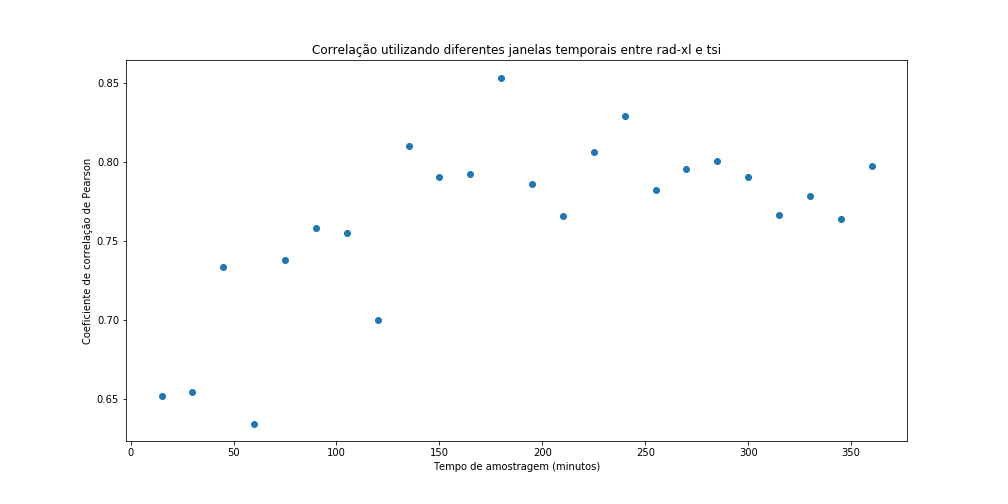 Correlação utilizando diferentes janelas temporais entre rad-xl e tsi
Coeficiente de correlação de Pearson
0.85
0.80
0.75
0.70
0.65
0 50 100 150 200 250 300 350
Tempo de amostragem (minutos)